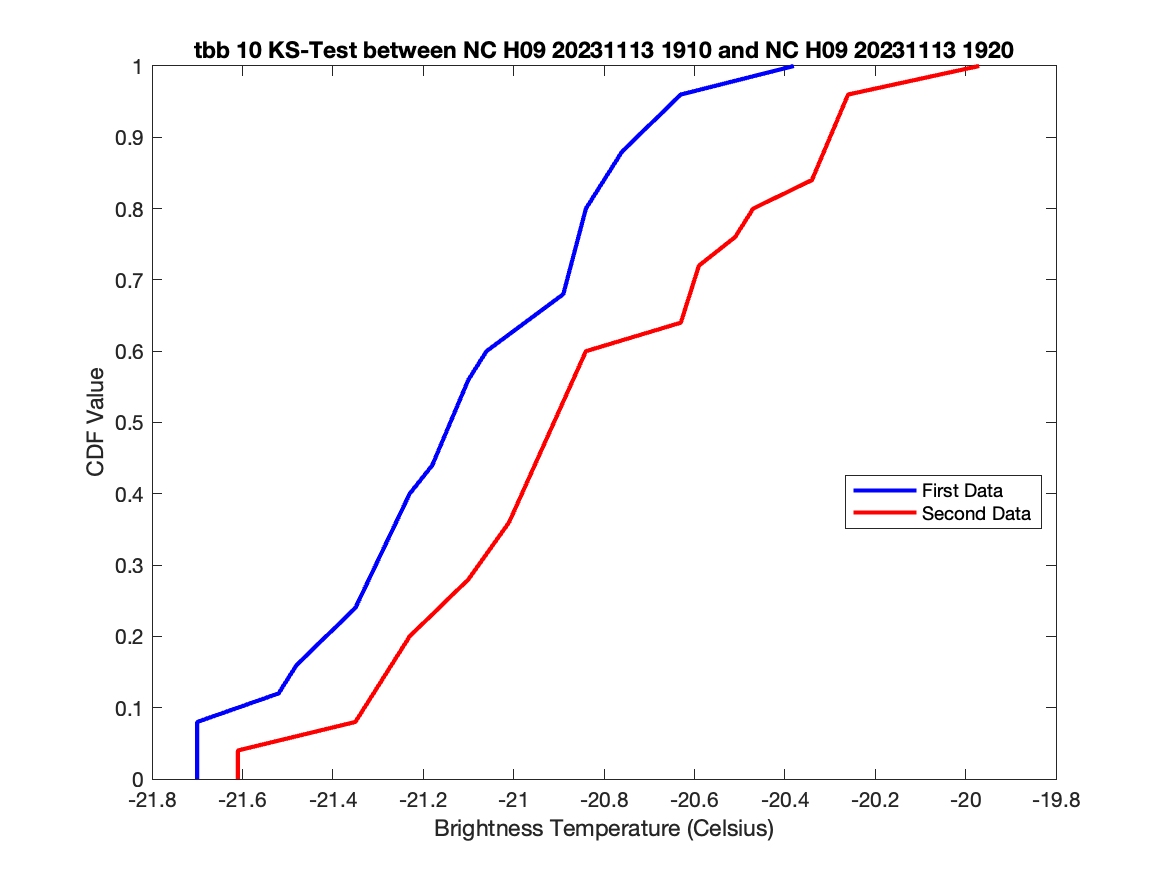 tbb 10 KS-Test between NC H09 20231113 1910 and NC H09 20231113 1920
1
0.9
0.8
0.7
0.6
0.5
0.4
0.3
0.2
0.1
0
CDF Value
First Data
Second Data
-21.8 -21.6 -21.4 -21.2 -21 -20.8 -20.6 -20.4 -20.2 -20 -19.8
Brightness Temperature (Celsius)